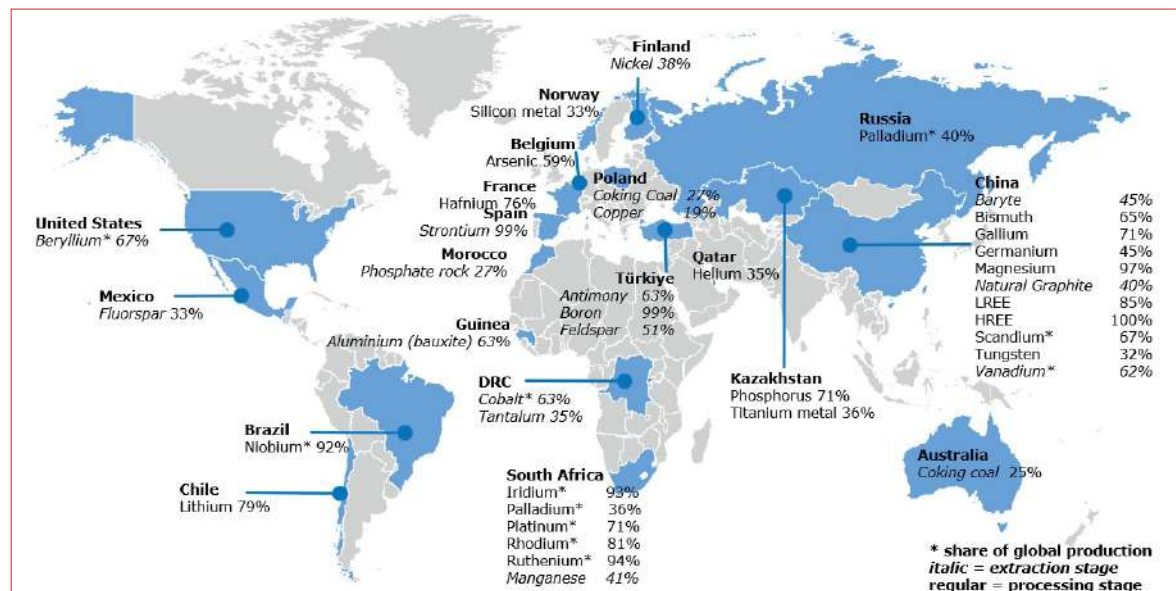 Finland
Nickel 38%
Norway
Silicon metal 33%
Belgium
Arsenic 59%
France
Hafnium 76%
Spain
Strontium 99%
Morocco
Phosphate rock 27%
Poland
Coking Coal 27%
Copper 19%
Russia
Palladium* 40%
United States
Beryllium* 67%
Mexico
Fluorspar 33%
Guinea
Aluminium (bauxite) 63%
Türkiye
Antimony 63%
Boron 99%
Feldspar 51%
Qatar
Helium 35%
China
Baryte 45%
Bismuth 65%
Gallium 71%
Germanium 45%
Magnesium 97%
Natural Graphite 40%
LREE 85%
HREE 100%
Scandium* 67%
Tungsten 32%
Vanadium* 62%
DRC
Cobalt* 63%
Tantalum 35%
Kazakhstan
Phosphorus 71%
Titanium metal 36%
Brazil
Niobium* 92%
Chile
Lithium 79%
South Africa
Iridium* 93%
Palladium* 36%
Platinum* 71%
Rhodium* 81%
Ruthenium* 94%
Manganese 41%
Australia
Coking coal 25%
* share of global production
italic = extraction stage
regular = processing stage